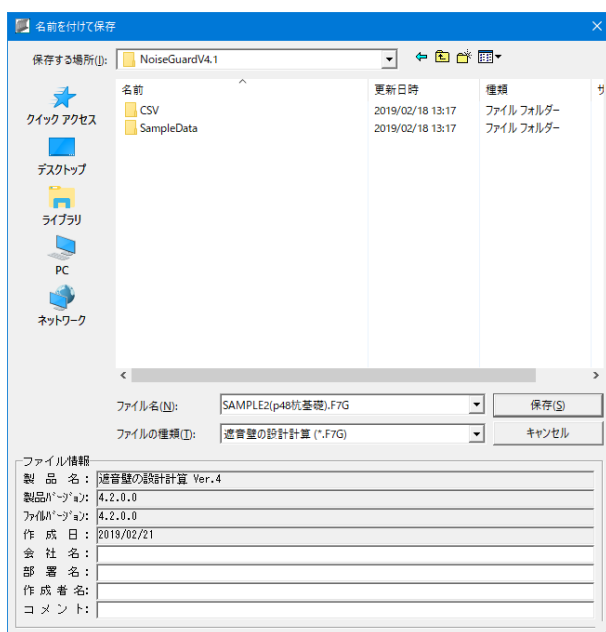 名前を付けて保存
保存する場所(I): NoiseGuardV4.1
名前 更新日時 種類 サ
CSV 2019/02/18 13:17 ファイル フォルダー
SampleData 2019/02/18 13:17 ファイル フォルダー
クイック アクセス
デスクトップ
ライブラリ
PC
ネットワーク
ファイル名(N): SAMPLE2(p48杭基礎).F7G 保存(S)
ファイルの種類(T): 遮音壁の設計計算 (*.F7G) キャンセル
ファイル情報
製 品 名: 遮音壁の設計計算 Ver.4
製品ﾊﾞｰｼﾞｮﾝ: 4.2.0.0
ﾌｧｲﾙﾊﾞｰｼﾞｮﾝ: 4.2.0.0
作 成 日: 2019/02/21
会 社 名:
部 署 名:
作 成 者 名:
コ メ ン ト: